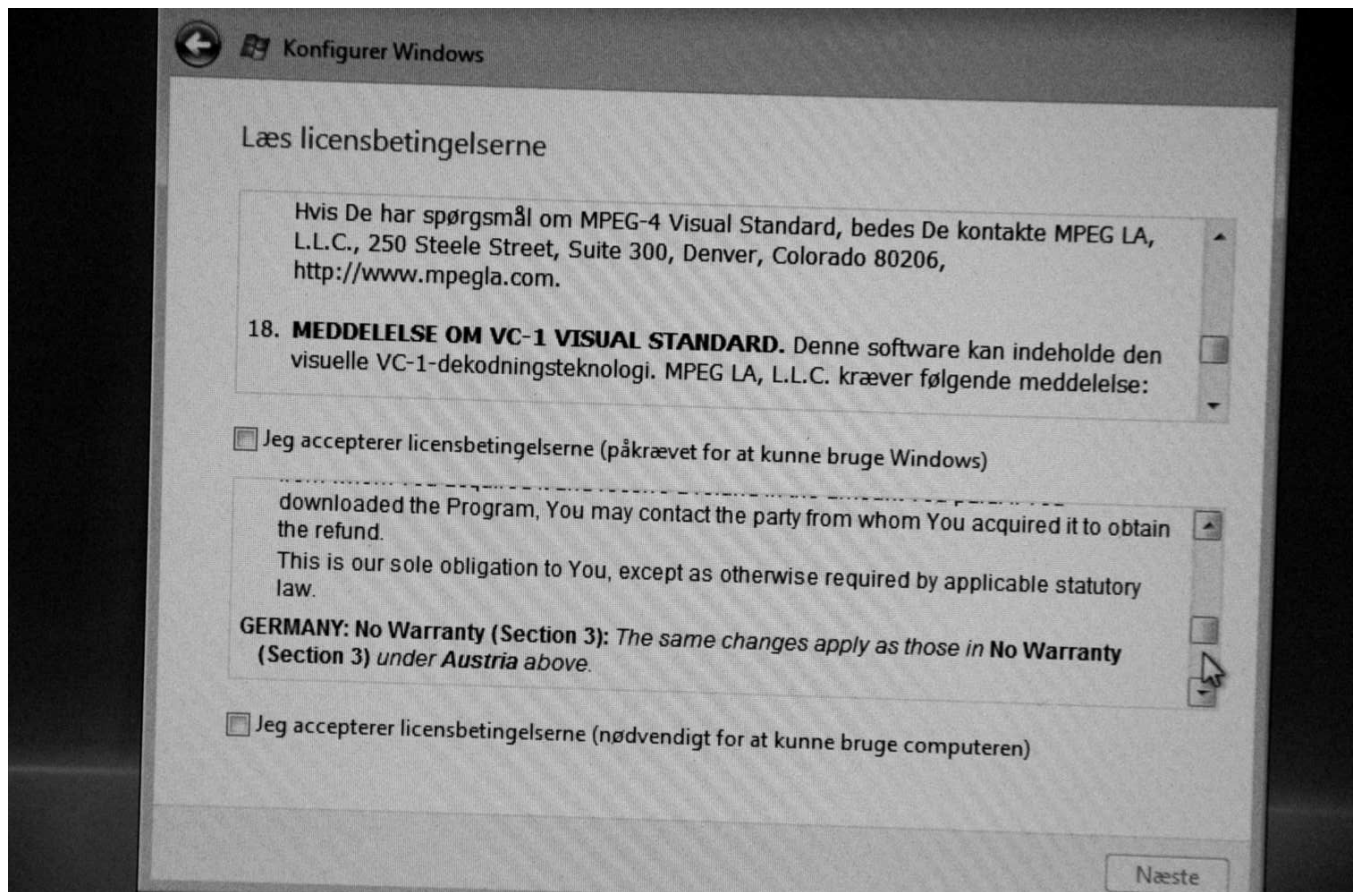 Konfigurer Windows
Læs licensbetingelserne
Hvis De har spørgsmål om MPEG-4 Visual Standard, bedes De kontakte MPEG LA,
L.L.C., 250 Steele Street, Suite 300, Denver, Colorado 80206,
http://www.mpegla.com.
18. MEDDELELSE OM VC-1 VISUAL STANDARD. Denne software kan indeholde den
visuelle VC-1-dekodningsteknologi. MPEG LA, L.L.C. kræver følgende meddelelse:
Jeg accepterer licensbetingelserne (påkrævet for at kunne bruge Windows)
downloaded the Program, You may contact the party from whom You acquired it to obtain
the refund.
This is our sole obligation to You, except as otherwise required by applicable statutory
law.
GERMANY: No Warranty (Section 3): The same changes apply as those in No Warranty
(Section 3) under Austria above.
Jeg accepterer licensbetingelserne (nødvendigt for at kunne bruge computeren)
Næste